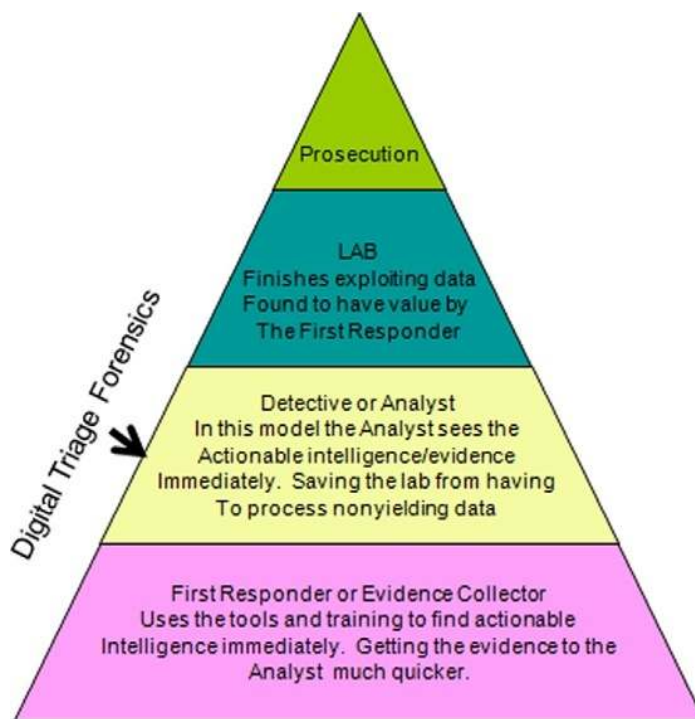 Prosecution
LAB
Finishes exploiting data
Found to have value by
The First Responder
Digital Triage Forensics
Detective or Analyst
In this model the Analyst sees the
Actionable intelligence/evidence
Immediately. Saving the lab from having
To process nonyielding data
First Responder or Evidence Collector
Uses the tools and training to find actionable
Intelligence immediately. Getting the evidence to the
Analyst much quicker.